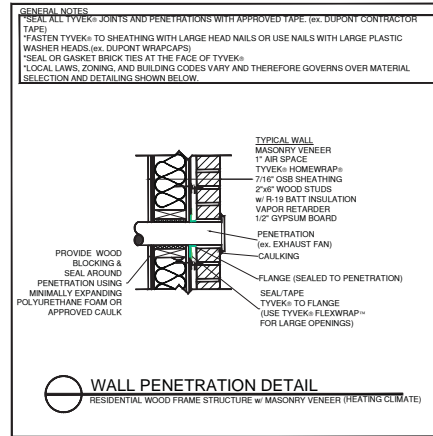 GENERAL NOTES
*SEAL ALL TYVEK® JOINTS AND PENETRATIONS WITH APPROVED TAPE. (ex. DUPONT CONTRACTOR
TAPE)
*FASTEN TYVEK® TO SHEATHING WITH LARGE HEAD NAILS OR USE NAILS WITH LARGE PLASTIC
WASHER HEADS.(ex. DUPONT WRAPCAPS)
*SEAL OR GASKET BRICK TIES AT THE FACE OF TYVEK®
*LOCAL LAWS, ZONING, AND BUILDING CODES VARY AND THEREFORE GOVERNS OVER MATERIAL
SELECTION AND DETAILING SHOWN BELOW.
TYPICAL WALL
MASONRY VENEER
1" AIR SPACE
TYVEK® HOMEWRAP®
7/16" OSB SHEATHING
2"x6" WOOD STUDS
w/ R-19 BATT INSULATION
VAPOR RETARDER
1/2" GYPSUM BOARD
PENETRATION
(ex. EXHAUST FAN)
CAULKING
FLANGE (SEALED TO PENETRATION)
SEAL/TAPE
TYVEK® TO FLANGE
(USE TYVEK® FLEXWRAP™
FOR LARGE OPENINGS)
PROVIDE WOOD
BLOCKING &
SEAL AROUND
PENETRATION USING
MINIMALLY EXPANDING
POLYURETHANE FOAM OR
APPROVED CAULK
WALL PENETRATION DETAIL
RESIDENTIAL WOOD FRAME STRUCTURE w/ MASONRY VENEER (HEATING CLIMATE)